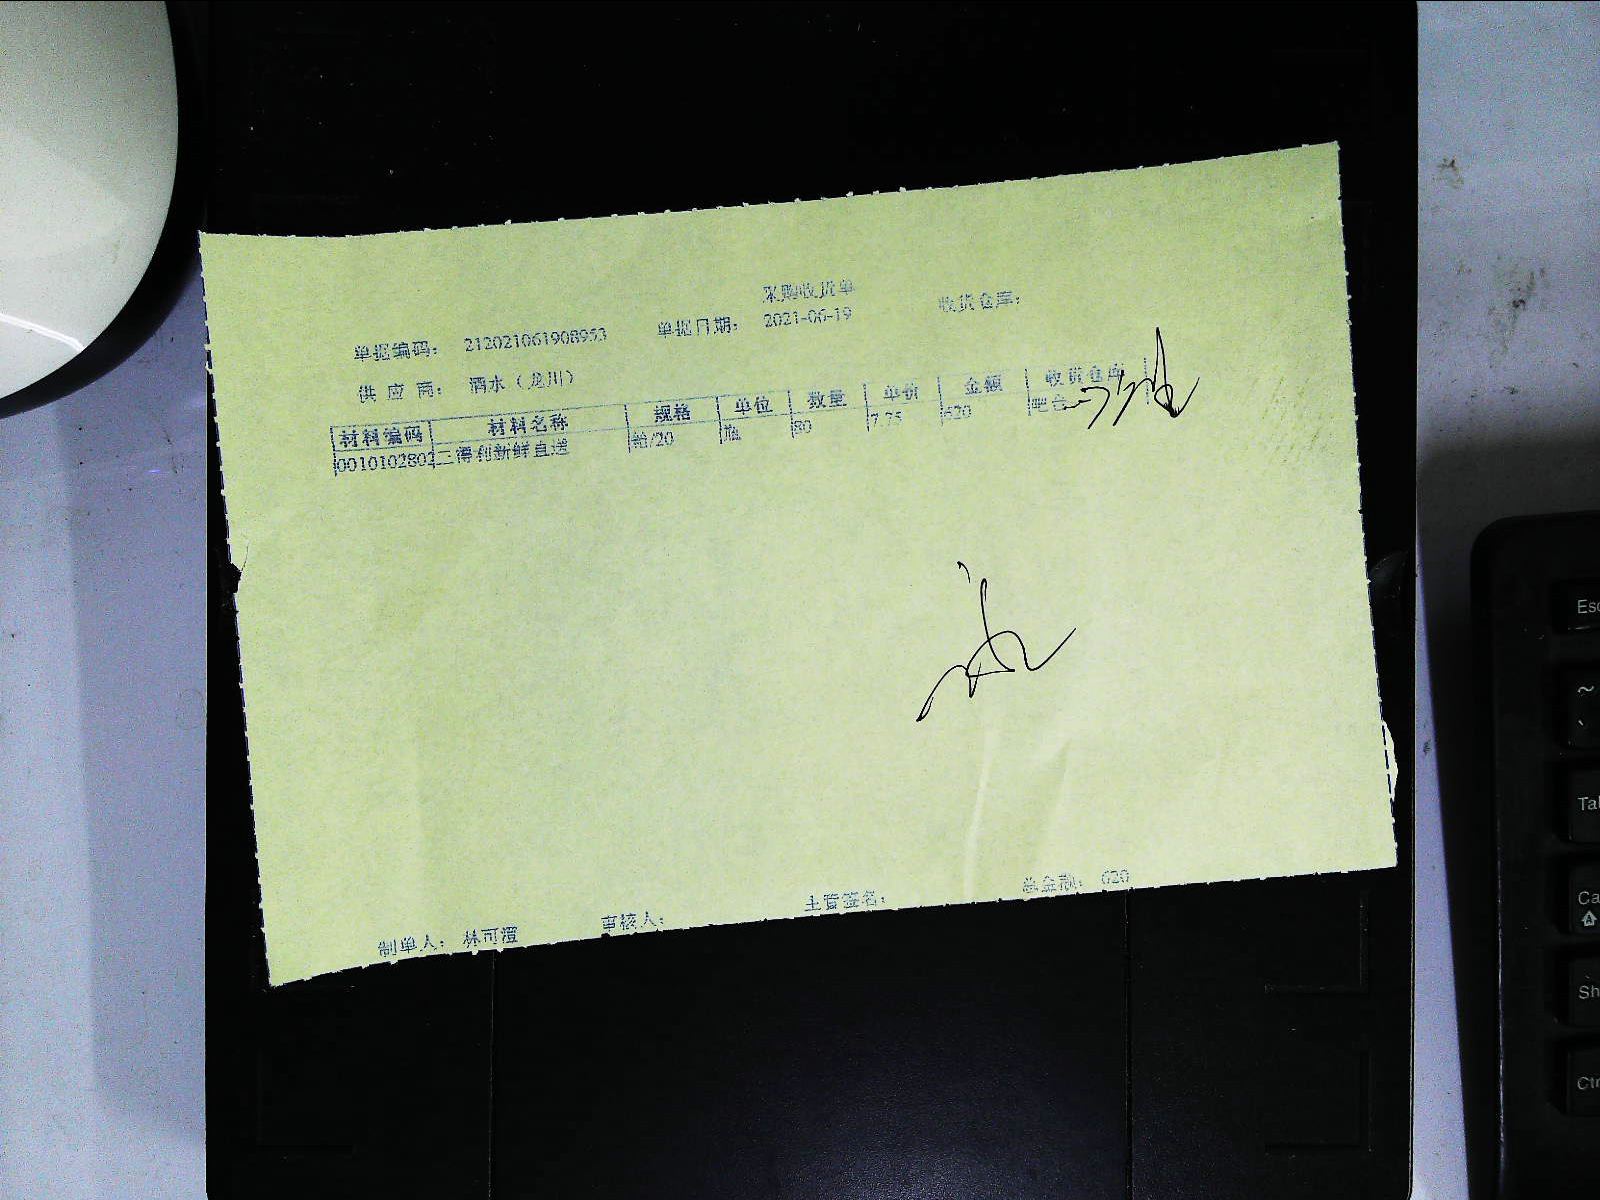 采购收货单
单据编码： 212021061908953 单据日期： 2021-06-19 收货仓库：
供 应 商： 酒水（龙川）
材料编码 材料名称 规格 单位 数量 单价 金额 收货仓库
0010102802 三得利新鲜直送 箱/20 瓶 80 7.75 620 吧台
制单人： 林可澄 审核人： 主管签名： 总金额： 620
Esc
~
`
Tab
Ca
Sh
Ctr